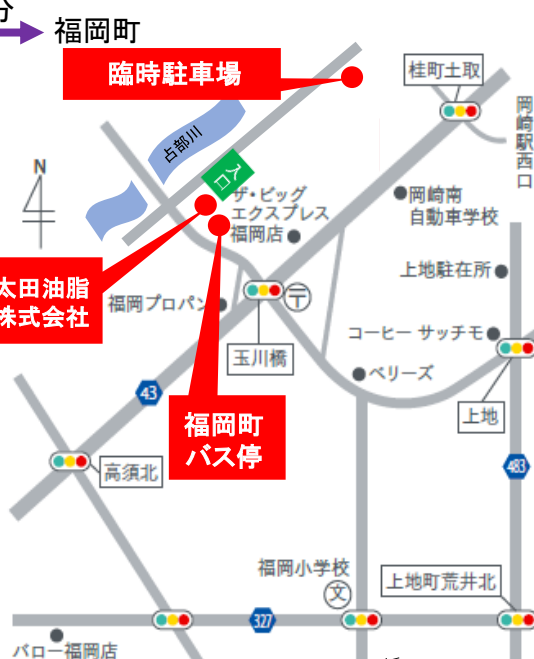 分
福岡町
臨時駐車場
桂町土取
岡崎駅西口
占部川
N
入口
ザ・ビッグ
エクスプレス
福岡店
岡崎南
自動車学校
太田油脂
株式会社
上地駐在所
福岡プロパン
〒
コーヒー サッチモ
玉川橋
ベリーズ
43
福岡町
バス停
上地
高須北
483
福岡小学校
文
上地町荒井北
327
バロー福岡店